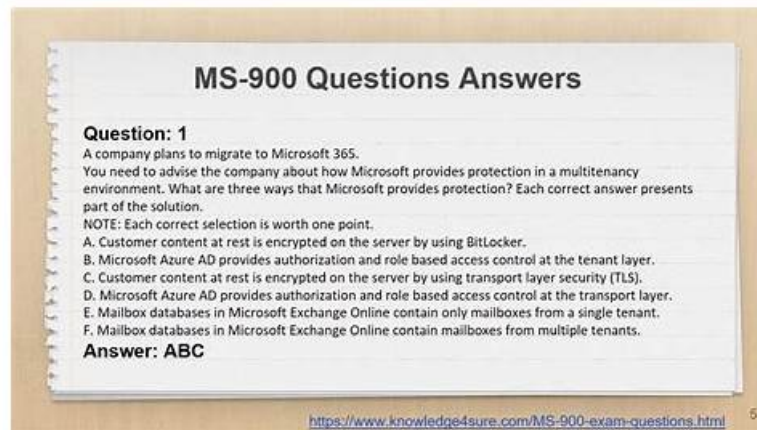 MS-900 Questions Answers
Question: 1
A company plans to migrate to Microsoft 365.
You need to advise the company about how Microsoft provides protection in a multitenancy
environment. What are three ways that Microsoft provides protection? Each correct answer presents
part of the solution.
NOTE: Each correct selection is worth one point.
A. Customer content at rest is encrypted on the server by using BitLocker.
B. Microsoft Azure AD provides authorization and role based access control at the tenant layer.
C. Customer content at rest is encrypted on the server by using transport layer security (TLS).
D. Microsoft Azure AD provides authorization and role based access control at the transport layer.
E. Mailbox databases in Microsoft Exchange Online contain only mailboxes from a single tenant.
F. Mailbox databases in Microsoft Exchange Online contain mailboxes from multiple tenants.
Answer: ABC
https://www.knowledge4sure.com/MS-900-exam-questions.html
5